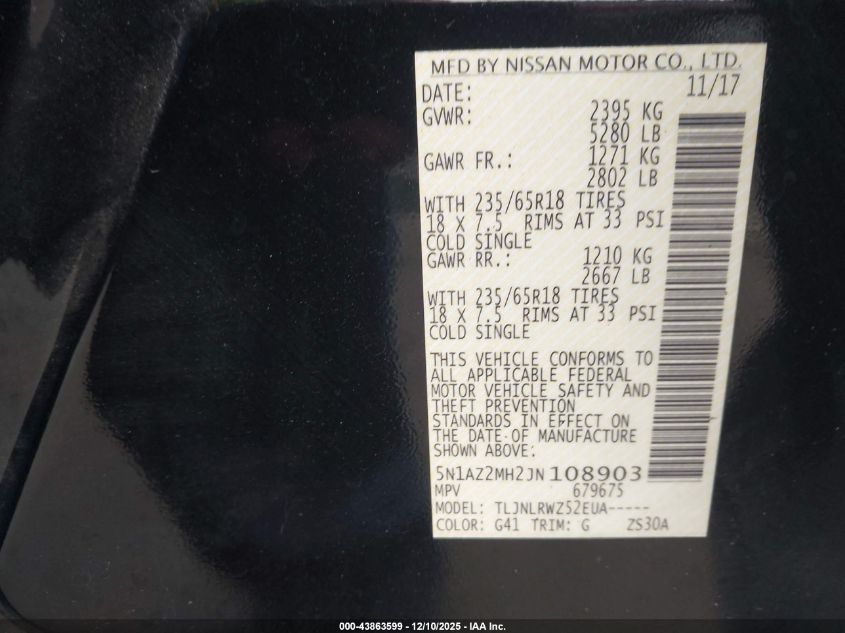 MFD BY NISSAN MOTOR CO., LTD.
DATE: 11/17
GVWR: 2395 KG
5280 LB
GAWR FR.: 1271 KG
2802 LB
WITH 235/65R18 TIRES
18 X 7.5 RIMS AT 33 PSI
COLD SINGLE
GAWR RR.: 1210 KG
2667 LB
WITH 235/65R18 TIRES
18 X 7.5 RIMS AT 33 PSI
COLD SINGLE
THIS VEHICLE CONFORMS TO
ALL APPLICABLE FEDERAL
MOTOR VEHICLE SAFETY AND
THEFT PREVENTION
STANDARDS IN EFFECT ON
THE DATE OF MANUFACTURE
SHOWN ABOVE:
5N1AZ2MH2JN108903
MPV 679675
MODEL: TLJNLRWZ52EUA-----
COLOR: G41 TRIM: G ZS30A
000-43863599 — 12/10/2025 — IAA Inc.